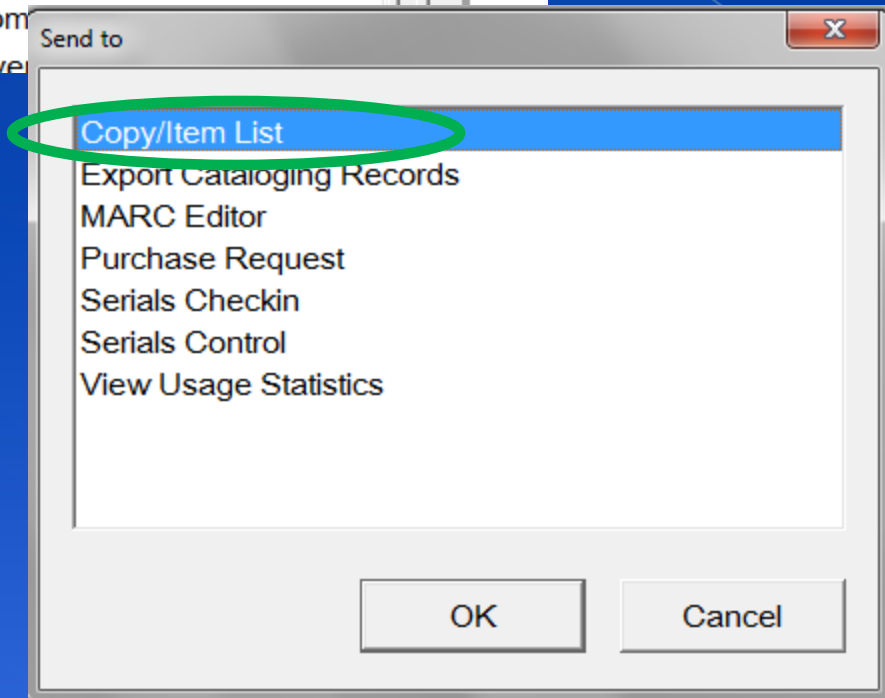 Send to
Copy/Item List
Export Cataloging Records
MARC Editor
Purchase Request
Serials Checkin
Serials Control
View Usage Statistics
OK Cancel